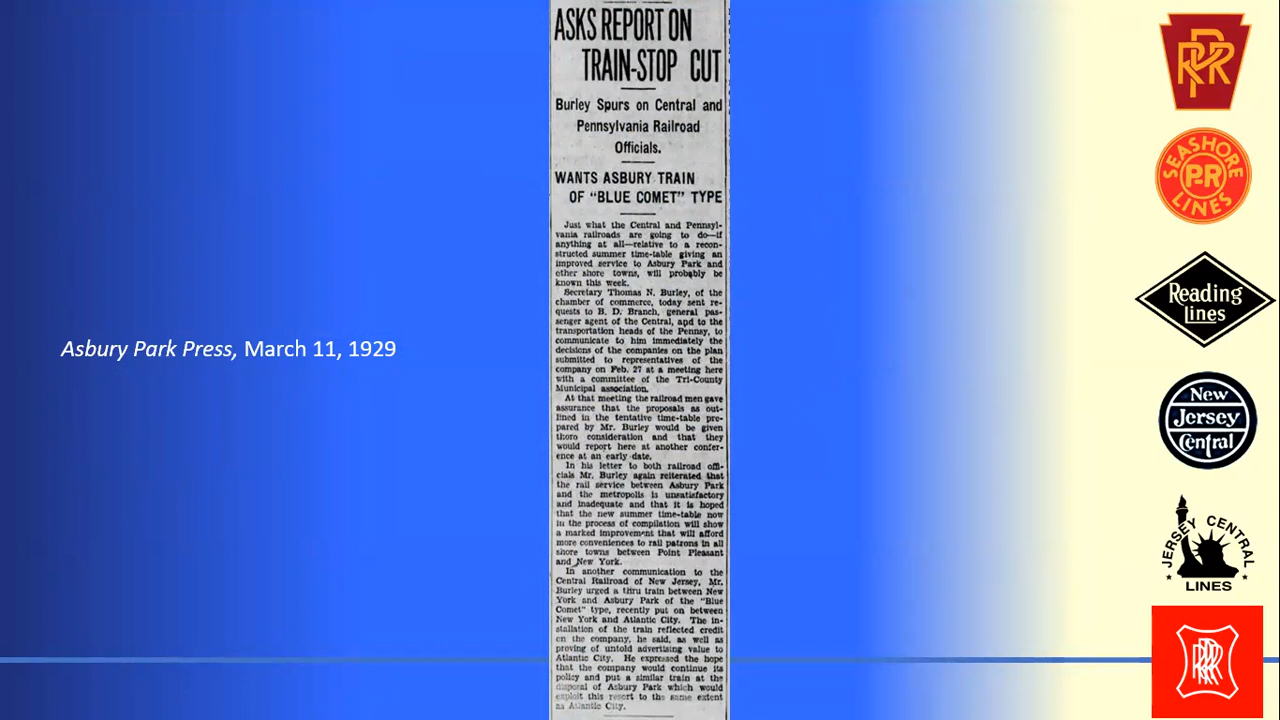 ASKS REPORT ON
TRAIN-STOP CUT
Burley Spurs on Central and
Pennsylvania Railroad
Officials.
WANTS ASBURY TRAIN
OF "BLUE COMET" TYPE
Just what the Central and Pennsyl-
vania railroads are going to do—if
anything at all—relative to a recon-
structed summer time-table giving an
improved service to Asbury Park and
other shore towns, will probably be
known this week.
Secretary Thomas N. Burley, of the
chamber of commerce, today sent re-
quests to B. D. Branch, general pas-
senger agent of the Central, and to the
transportation heads of the Pennsy, to
communicate to him immediately the
decisions of the companies on the plan
submitted to representatives of the
company on Feb. 27 at a meeting here
with a committee of the Tri-County
Municipal association.
At that meeting the railroad men gave
assurance that the proposals as out-
lined in the tentative time-table pre-
pared by Mr. Burley would be given
thoro consideration and that they
would report here at another confer-
ence at an early date.
In his letter to both railroad offi-
cials Mr. Burley again reiterated that
the rail service between Asbury Park
and the metropolis is unsatisfactory
and inadequate and that it is hoped
that the new summer time-table now
in the process of compilation will show
a marked improvement that will afford
more conveniences to rail patrons in all
shore towns between Point Pleasant
and New York.
In another communication to the
Central Railroad of New Jersey, Mr.
Burley urged a thru train between New
York and Asbury Park of the "Blue
Comet" type, recently put on between
New York and Atlantic City. The in-
stallation of the train reflected credit
on the company, he said, as well as
proving of untold advertising value to
Atlantic City. He expressed the hope
that the company would continue its
policy and put a similar train at the
disposal of Asbury Park which would
exploit this resort to the same extent
as Atlantic City.
Asbury Park Press, March 11, 1929
PRR
SEASHORE
PR
LINES
Reading
Lines
New
Jersey
Central
JERSEY CENTRAL
LINES
RRR